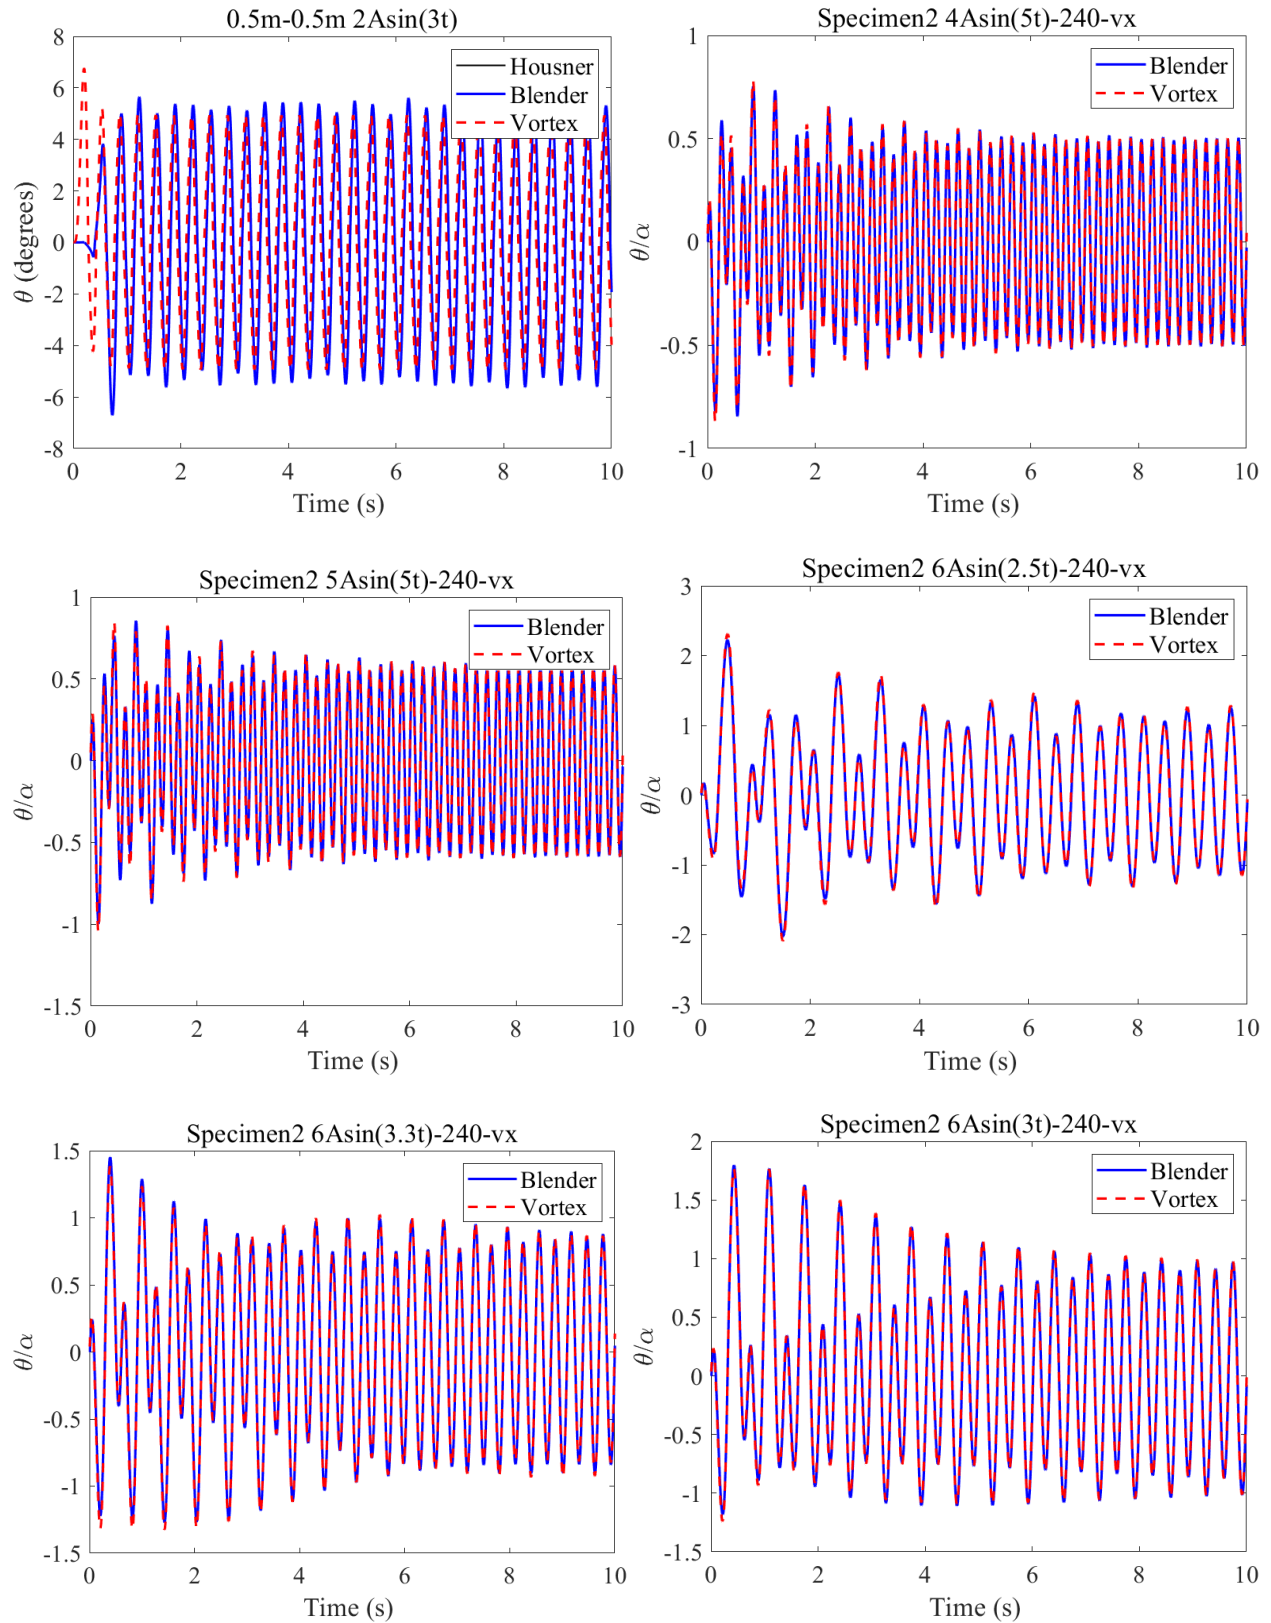 0.5m-0.5m 2Asin(3t)
8
6
4
2
0
-2
-4
-6
-8
θ (degrees)
Housner
Blender
Vortex
0 2 4 6 8 10
Time (s)
Specimen2 4Asin(5t)-240-vx
1
0.5
0
-0.5
-1
θ/α
Blender
Vortex
0 2 4 6 8 10
Time (s)
Specimen2 5Asin(5t)-240-vx
1
0.5
0
-0.5
-1
-1.5
θ/α
Blender
Vortex
0 2 4 6 8 10
Time (s)
Specimen2 6Asin(2.5t)-240-vx
3
2
1
0
-1
-2
-3
θ/α
Blender
Vortex
0 2 4 6 8 10
Time (s)
Specimen2 6Asin(3.3t)-240-vx
1.5
1
0.5
0
-0.5
-1
-1.5
θ/α
Blender
Vortex
0 2 4 6 8 10
Time (s)
Specimen2 6Asin(3t)-240-vx
2
1.5
1
0.5
0
-0.5
-1
-1.5
θ/α
Blender
Vortex
0 2 4 6 8 10
Time (s)